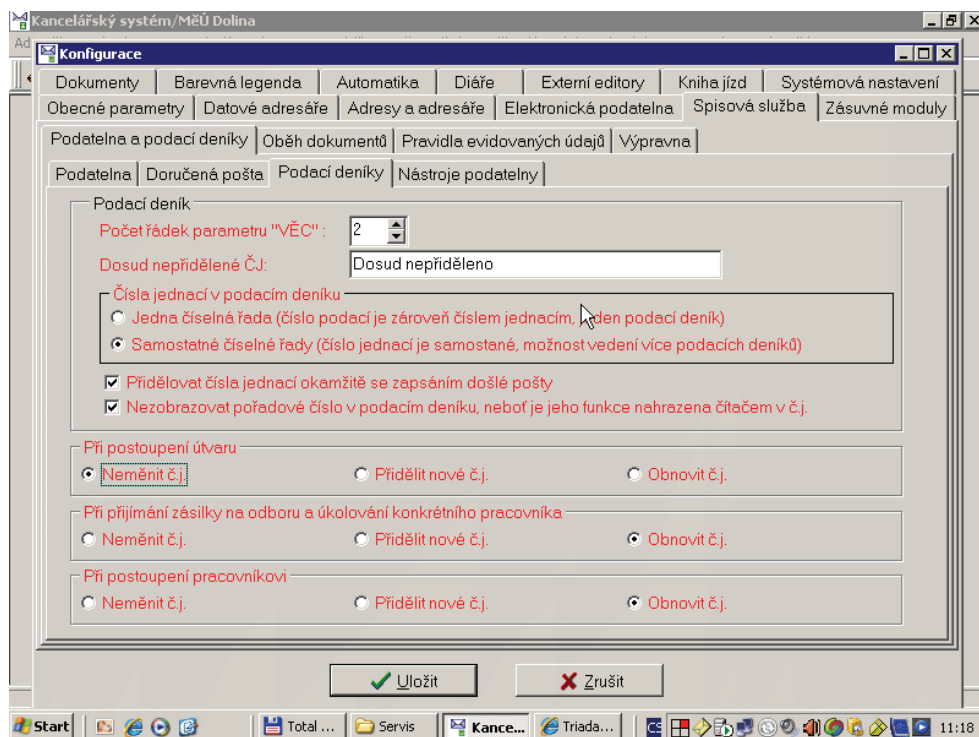 Kancelářský systém/MěÚ Dolina
Konfigurace
Dokumenty Barevná legenda Automatika Diáře Externí editory Kniha jízd Systémová nastavení
Obecné parametry Datové adresáře Adresy a adresáře Elektronická podatelna Spisová služba Zásuvné moduly
Podatelna a podací deníky Oběh dokumentů Pravidla evidovaných údajů Výpravna
Podatelna Doručená pošta Podací deníky Nástroje podatelny
Podací deník
Počet řádek parametru "VĚC" : 2
Dosud nepřidělené ČJ: Dosud nepřiděleno
Čísla jednací v podacím deníku
Jedna číselná řada (číslo podací je zároveň číslem jednacím, jeden podací deník)
Samostatné číselné řady (číslo jednací je samostané, možnost vedení více podacích deníků)
Přidělovat čísla jednací okamžitě se zapsáním došlé pošty
Nezobrazovat pořadové číslo v podacím deníku, neboť je jeho funkce nahrazena čítačem v č.j.
Při postoupení útvaru
Neměnit č.j. Přidělit nové č.j. Obnovit č.j.
Při přijímání zásilky na odboru a úkolování konkrétního pracovníka
Neměnit č.j. Přidělit nové č.j. Obnovit č.j.
Při postoupení pracovníkovi
Neměnit č.j. Přidělit nové č.j. Obnovit č.j.
Uložit Zrušit
Start Total ... Servis Kance... Triada... CS 11:18